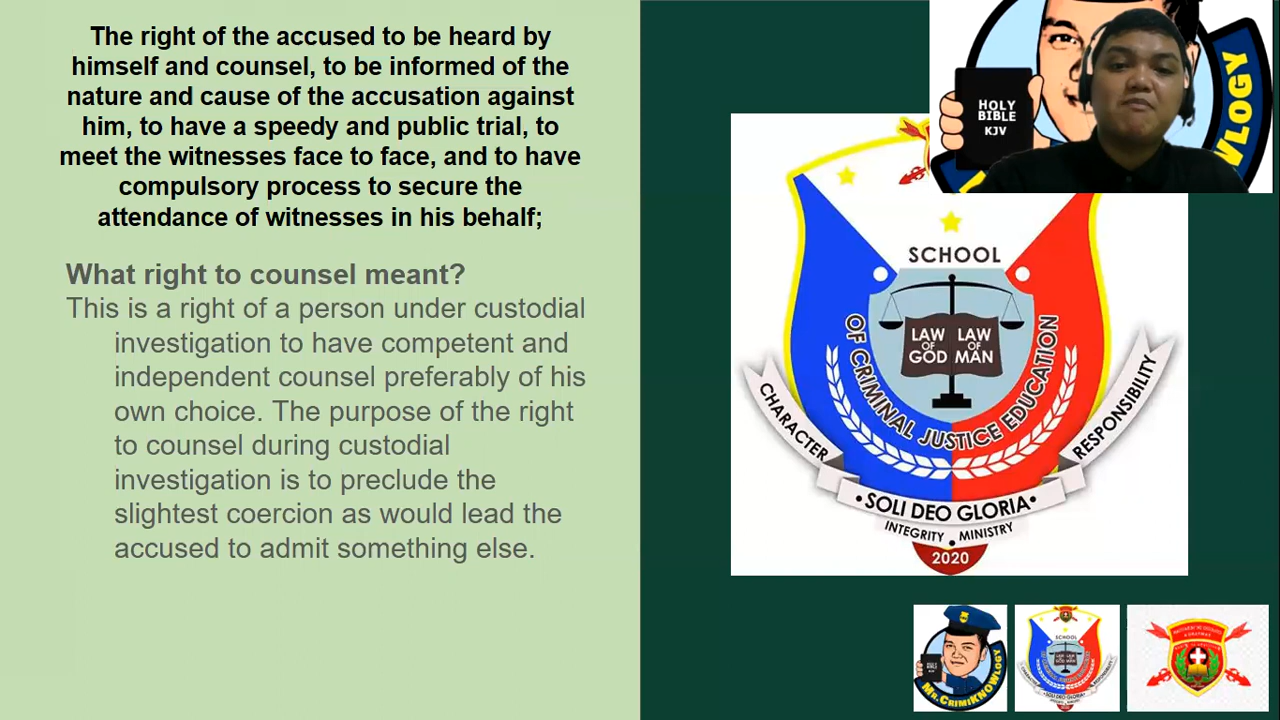 The right of the accused to be heard by
himself and counsel, to be informed of the
nature and cause of the accusation against
him, to have a speedy and public trial, to
meet the witnesses face to face, and to have
compulsory process to secure the
attendance of witnesses in his behalf;
What right to counsel meant?
This is a right of a person under custodial
investigation to have competent and
independent counsel preferably of his
own choice. The purpose of the right
to counsel during custodial
investigation is to preclude the
slightest coercion as would lead the
accused to admit something else.
HOLY
BIBLE
KJV
VLOGY
SCHOOL
OF CRIMINAL JUSTICE EDUCATION
LAW OF GOD
LAW OF MAN
CHARACTER
RESPONSIBILITY
•SOLI DEO GLORIA•
INTEGRITY • MINISTRY
2020
MR.CRIMIKNOWLOGY
SCHOOL